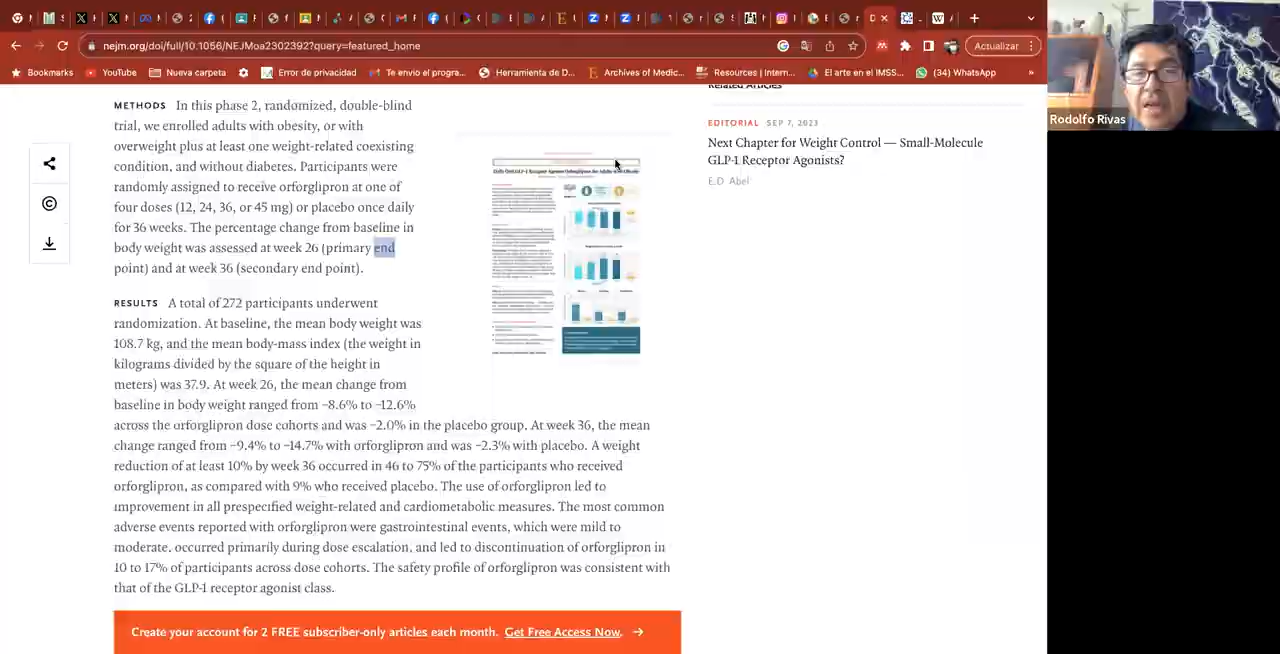 nejm.org/doi/full/10.1056/NEJMoa2302392?query=featured_home
Actualizar
Bookmarks
YouTube
Nueva carpeta
Error de privacidad
Te envio el progra...
Herramienta de D...
Archives of Medic...
Resources | Intern...
El arte en el IMSS...
(34) WhatsApp
»
Rodolfo Rivas
METHODS In this phase 2, randomized, double-blind
trial, we enrolled adults with obesity, or with
overweight plus at least one weight-related coexisting
condition, and without diabetes. Participants were
randomly assigned to receive orforglipron at one of
four doses (12, 24, 36, or 45 mg) or placebo once daily
for 36 weeks. The percentage change from baseline in
body weight was assessed at week 26 (primary end
point) and at week 36 (secondary end point).
RESULTS A total of 272 participants underwent
randomization. At baseline, the mean body weight was
108.7 kg, and the mean body-mass index (the weight in
kilograms divided by the square of the height in
meters) was 37.9. At week 26, the mean change from
baseline in body weight ranged from −8.6% to −12.6%
across the orforglipron dose cohorts and was −2.0% in the placebo group. At week 36, the mean
change ranged from −9.4% to −14.7% with orforglipron and was −2.3% with placebo. A weight
reduction of at least 10% by week 36 occurred in 46 to 75% of the participants who received
orforglipron, as compared with 9% who received placebo. The use of orforglipron led to
improvement in all prespecified weight-related and cardiometabolic measures. The most common
adverse events reported with orforglipron were gastrointestinal events, which were mild to
moderate, occurred primarily during dose escalation, and led to discontinuation of orforglipron in
10 to 17% of participants across dose cohorts. The safety profile of orforglipron was consistent with
that of the GLP-1 receptor agonist class.
Create your account for 2 FREE subscriber-only articles each month. Get Free Access Now. →
Related Articles
EDITORIAL SEP 7, 2023
Next Chapter for Weight Control — Small-Molecule
GLP-1 Receptor Agonists?
E.D. Abel